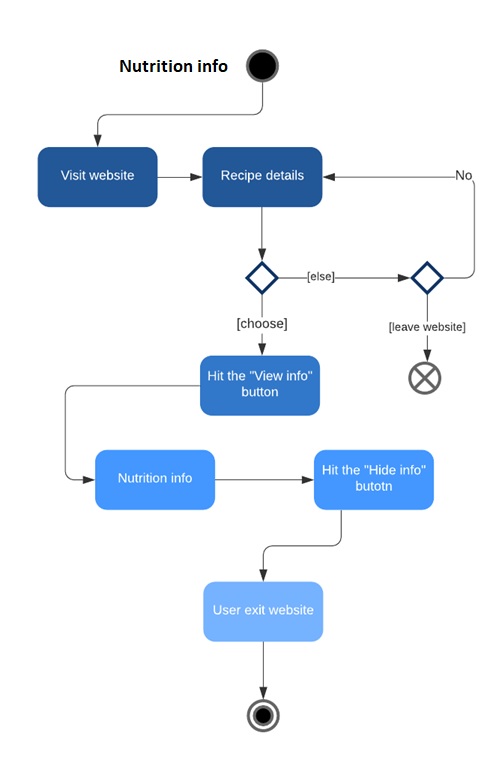 Nutrition info
Visit website
Recipe details
No
[else]
[choose]
[leave website]
Hit the "View info"
button
Nutrition info
Hit the "Hide info"
butotn
User exit website